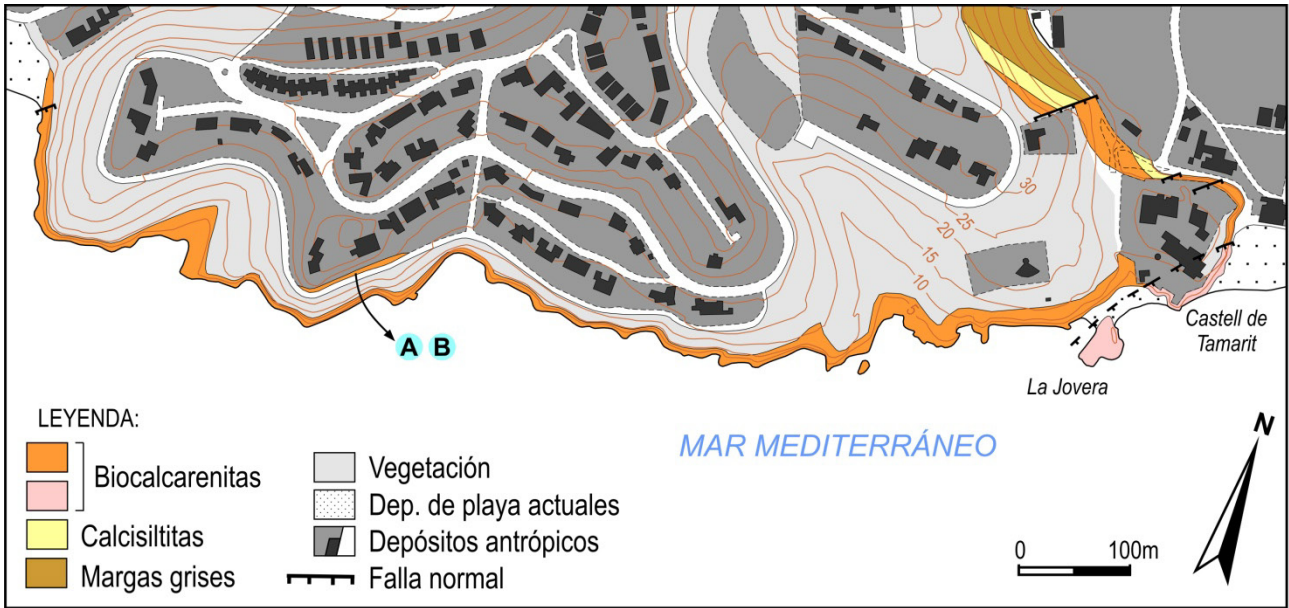 30
25
20
15
10
5
A B
Castell de
Tamarit
La Jovera
MAR MEDITERRÁNEO
N
LEYENDA:
Biocalcarenitas
Calcisiltitas
Margas grises
Vegetación
Dep. de playa actuales
Depósitos antrópicos
Falla normal
0 100m